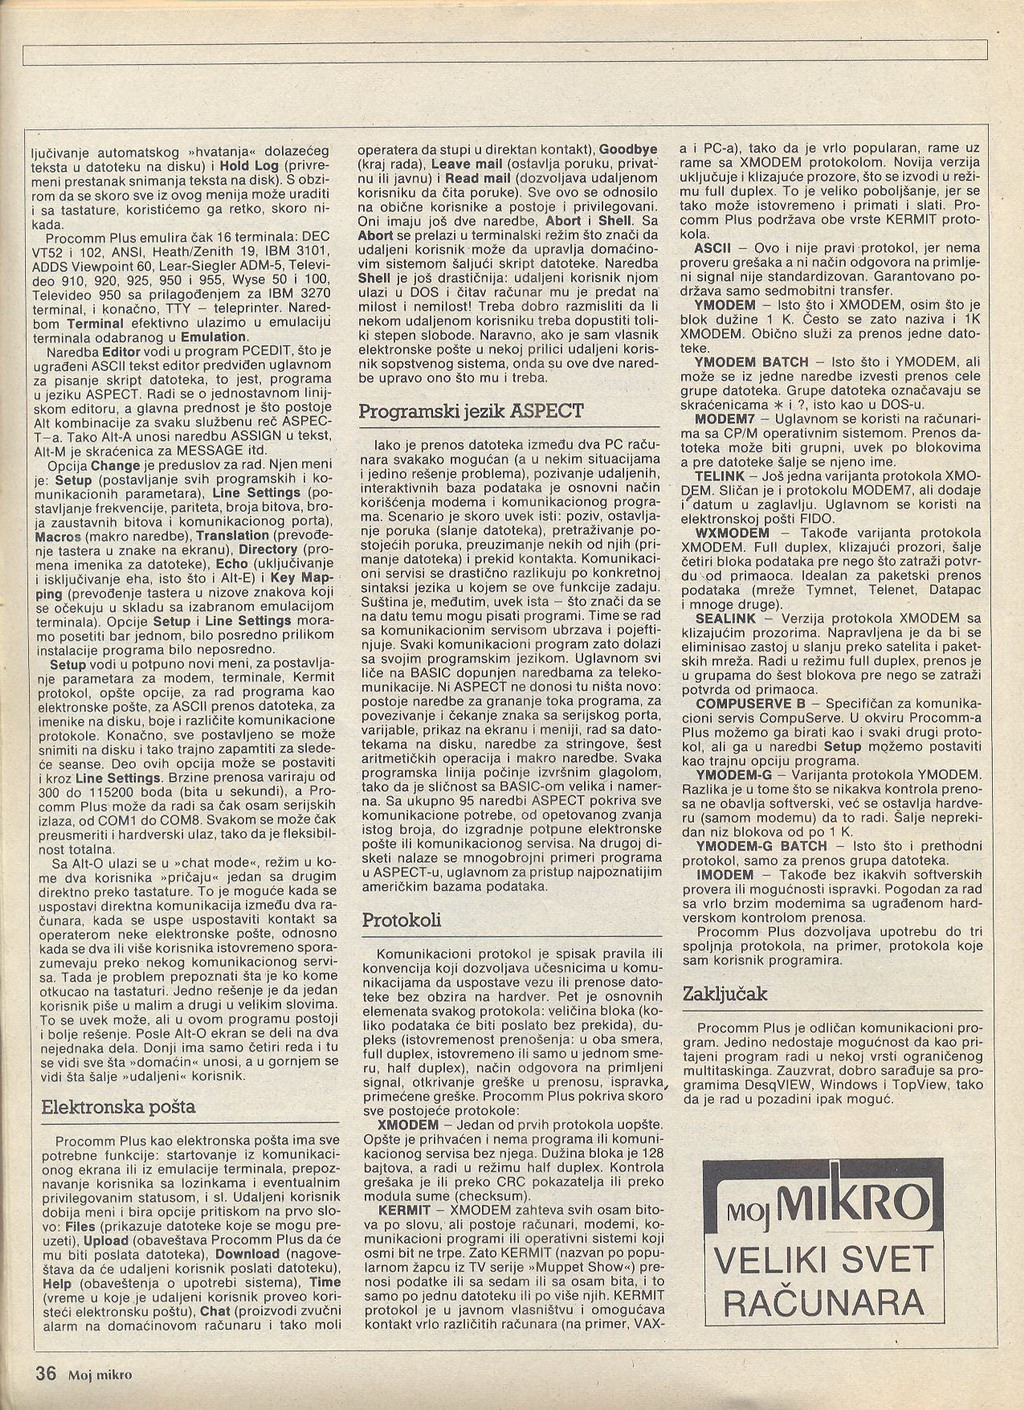 ljučivanje automatskog »hvatanja« dolazećeg
teksta u datoteku na disku) i Hold Log (privre-
meni prestanak snimanja teksta na disk). S obzi-
rom da se skoro sve iz ovog menija može uraditi
i sa tastature, koristićemo ga retko, skoro ni-
kada.
Procomm Plus emulira čak 16 terminala: DEC
VT52 i 102, ANSI, Heath/Zenith 19, IBM 3101,
ADDS Viewpoint 60, Lear-Siegler ADM-5, Televi-
deo 910, 920, 925, 950 i 955, Wyse 50 i 100,
Televideo 950 sa prilagođenjem za IBM 3270
terminal, i konačno, TTY – teleprinter. Nared-
bom Terminal efektivno ulazimo u emulaciju
terminala odabranog u Emulation.
Naredba Editor vodi u program PCEDIT, što je
ugrađeni ASCII tekst editor predviđen uglavnom
za pisanje skript datoteka, to jest, programa
u jeziku ASPECT. Radi se o jednostavnom linij-
skom editoru, a glavna prednost je što postoje
Alt kombinacije za svaku službenu reč ASPEC-
T-a. Tako Alt-A unosi naredbu ASSIGN u tekst,
Alt-M je skraćenica za MESSAGE itd.
Opcija Change je preduslov za rad. Njen meni
je: Setup (postavljanje svih programskih i ko-
munikacionih parametara), Line Settings (po-
stavljanje frekvencije, pariteta, broja bitova, bro-
ja zaustavnih bitova i komunikacionog porta),
Macros (makro naredbe), Translation (prevođe-
nje tastera u znake na ekranu), Directory (pro-
mena imenika za datoteke), Echo (uključivanje
i isključivanje eha, isto što i Alt-E) i Key Map-
ping (prevođenje tastera u nizove znakova koji
se očekuju u skladu sa izabranom emulacijom
terminala). Opcije Setup i Line Settings mora-
mo posetiti bar jednom, bilo posredno prilikom
instalacije programa bilo neposredno.
Setup vodi u potpuno novi meni, za postavlja-
nje parametara za modem, terminale, Kermit
protokol, opšte opcije, za rad programa kao
elektronske pošte, za ASCII prenos datoteka, za
imenike na disku, boje i različite komunikacione
protokole. Konačno, sve postavljeno se može
snimiti na disku i tako trajno zapamtiti za slede-
će seanse. Deo ovih opcija može se postaviti
i kroz Line Settings. Brzine prenosa variraju od
300 do 115200 boda (bita u sekundi), a Pro-
comm Plus može da radi sa čak osam serijskih
izlaza, od COM1 do COM8. Svakom se može čak
preusmeriti i hardverski ulaz, tako da je fleksibil-
nost totalna.
Sa Alt-O ulazi se u »chat mode«, režim u ko-
me dva korisnika »pričaju« jedan sa drugim
direktno preko tastature. To je moguće kada se
uspostavi direktna komunikacija između dva ra-
čunara, kada se uspe uspostaviti kontakt sa
operaterom neke elektronske pošte, odnosno
kada se dva ili više korisnika istovremeno spora-
zumevaju preko nekog komunikacionog servi-
sa. Tada je problem prepoznati šta je ko kome
otkucao na tastaturi. Jedno rešenje je da jedan
korisnik piše u malim a drugi u velikim slovima.
To se uvek može, ali u ovom programu postoji
i bolje rešenje. Posle Alt-O ekran se deli na dva
nejednaka dela. Donji ima samo četiri reda i tu
se vidi sve šta »domaćin« unosi, a u gornjem se
vidi šta šalje »udaljeni« korisnik.
Elektronska pošta
Procomm Plus kao elektronska pošta ima sve
potrebne funkcije: startovanje iz komunikaci-
onog ekrana ili iz emulacije terminala, prepoz-
navanje korisnika sa lozinkama i eventualnim
privilegovanim statusom, i sl. Udaljeni korisnik
dobija meni i bira opcije pritiskom na prvo slo-
vo: Files (prikazuje datoteke koje se mogu pre-
uzeti), Upload (obaveštava Procomm Plus da će
mu biti poslata datoteka), Download (nagove-
štava da će udaljeni korisnik poslati datoteku),
Help (obaveštenja o upotrebi sistema), Time
(vreme u koje je udaljeni korisnik proveo kori-
steći elektronsku poštu), Chat (proizvodi zvučni
alarm na domaćinovom računaru i tako moli
operatera da stupi u direktan kontakt), Goodbye
(kraj rada), Leave mail (ostavlja poruku, privat-
nu ili javnu) i Read mail (dozvoljava udaljenom
korisniku da čita poruke). Sve ovo se odnosilo
na obične korisnike a postoje i privilegovani.
Oni imaju još dve naredbe, Abort i Shell. Sa
Abort se prelazi u terminalski režim što znači da
udaljeni korisnik može da upravlja domaćino-
vim sistemom šaljući skript datoteke. Naredba
Shell je još drastičnija: udaljeni korisnik njom
ulazi u DOS i čitav računar mu je predat na
milost i nemilost! Treba dobro razmisliti da li
nekom udaljenom korisniku treba dopustiti toli-
ki stepen slobode. Naravno, ako je sam vlasnik
elektronske pošte u nekoj prilici udaljeni koris-
nik sopstvenog sistema, onda su ove dve nared-
be upravo ono što mu i treba.
Programski jezik ASPECT
Iako je prenos datoteka između dva PC raču-
nara svakako mogućan (a u nekim situacijama
i jedino rešenje problema), pozivanje udaljenih,
interaktivnih baza podataka je osnovni način
korišćenja modema i komunikacionog progra-
ma. Scenario je skoro uvek isti: poziv, ostavlja-
nje poruka (slanje datoteka), pretraživanje po-
stojećih poruka, preuzimanje nekih od njih (pri-
manje datoteka) i prekid kontakta. Komunikaci-
oni servisi se drastično razlikuju po konkretnoj
sintaksi jezika u kojem se ove funkcije zadaju.
Suština je, međutim, uvek ista – što znači da se
na datu temu mogu pisati programi. Time se rad
sa komunikacionim servisom ubrzava i pojefti-
njuje. Svaki komunikacioni program zato dolazi
sa svojim programskim jezikom. Uglavnom svi
liče na BASIC dopunjen naredbama za teleko-
munikacije. Ni ASPECT ne donosi tu ništa novo:
postoje naredbe za grananje toka programa, za
povezivanje i čekanje znaka sa serijskog porta,
varijable, prikaz na ekranu i meniji, rad sa dato-
tekama na disku, naredbe za stringove, šest
aritmetičkih operacija i makro naredbe. Svaka
programska linija počinje izvršnim glagolom,
tako da je sličnost sa BASIC-om velika i namer-
na. Sa ukupno 95 naredbi ASPECT pokriva sve
komunikacione potrebe, od opetovanog zvanja
istog broja, do izgradnje potpune elektronske
pošte ili komunikacionog servisa. Na drugoj di-
sketi nalaze se mnogobrojni primeri programa
u ASPECT-u, uglavnom za pristup najpoznatijim
američkim bazama podataka.
Protokoli
Komunikacioni protokol je spisak pravila ili
konvencija koji dozvoljava učesnicima u komu-
nikacijama da uspostave vezu ili prenose dato-
teke bez obzira na hardver. Pet je osnovnih
elemenata svakog protokola: veličina bloka (ko-
liko podataka će biti poslato bez prekida), du-
pleks (istovremenost prenošenja: u oba smera,
full duplex, istovremeno ili samo u jednom sme-
ru, half duplex), način odgovora na primljeni
signal, otkrivanje greške u prenosu, ispravka
primećene greške. Procomm Plus pokriva skoro
sve postojeće protokole:
XMODEM – Jedan od prvih protokola uopšte.
Opšte je prihvaćen i nema programa ili komuni-
kacionog servisa bez njega. Dužina bloka je 128
bajtova, a radi u režimu half duplex. Kontrola
grešaka je ili preko CRC pokazatelja ili preko
modula sume (checksum).
KERMIT – XMODEM zahteva svih osam bito-
va po slovu, ali postoje računari, modemi, ko-
munikacioni programi ili operativni sistemi koji
osmi bit ne trpe. Zato KERMIT (nazvan po popu-
larnom žapcu iz TV serije »Muppet Show«) pre-
nosi podatke ili sa sedam ili sa osam bita, i to
samo po jednu datoteku ili po više njih. KERMIT
protokol je u javnom vlasništvu i omogućava
kontakt vrlo različitih računara (na primer, VAX-
a i PC-a), tako da je vrlo popularan, rame uz
rame sa XMODEM protokolom. Novija verzija
uključuje i klizajuće prozore, što se izvodi u reži-
mu full duplex. To je veliko poboljšanje, jer se
tako može istovremeno i primati i slati. Pro-
comm Plus podržava obe vrste KERMIT proto-
kola.
ASCII – Ovo i nije pravi protokol, jer nema
proveru grešaka a ni način odgovora na primlje-
ni signal nije standardizovan. Garantovano po-
država samo sedmobitni transfer.
YMODEM – Isto što i XMODEM, osim što je
blok dužine 1 K. Često se zato naziva i 1K
XMODEM. Obično služi za prenos jedne dato-
teke.
YMODEM BATCH – Isto što i YMODEM, ali
može se iz jedne naredbe izvesti prenos cele
grupe datoteka. Grupe datoteka označavaju se
skraćenicama * i ?, isto kao u DOS-u.
MODEM7 – Uglavnom se koristi na računari-
ma sa CP/M operativnim sistemom. Prenos da-
toteka može biti grupni, uvek po blokovima
a pre datoteke šalje se njeno ime.
TELINK – Još jedna varijanta protokola XMO-
DEM. Sličan je i protokolu MODEM7, ali dodaje
i datum u zaglavlju. Uglavnom se koristi na
elektronskoj pošti FIDO.
WXMODEM – Takođe varijanta protokola
XMODEM. Full duplex, klizajući prozori, šalje
četiri bloka podataka pre nego što zatraži potvr-
du od primaoca. Idealan za paketski prenos
podataka (mreže Tymnet, Telenet, Datapac
i mnoge druge).
SEALINK – Verzija protokola XMODEM sa
klizajućim prozorima. Napravljena je da bi se
eliminisao zastoj u slanju preko satelita i paket-
skih mreža. Radi u režimu full duplex, prenos je
u grupama do šest blokova pre nego se zatraži
potvrda od primaoca.
COMPUSERVE B – Specifičan za komunika-
cioni servis CompuServe. U okviru Procomm-a
Plus možemo ga birati kao i svaki drugi proto-
kol, ali ga u naredbi Setup možemo postaviti
kao trajnu opciju programa.
YMODEM-G – Varijanta protokola YMODEM.
Razlika je u tome što se nikakva kontrola preno-
sa ne obavlja softverski, već se ostavlja hardve-
ru (samom modemu) da to radi. Šalje nepreki-
dan niz blokova od po 1 K.
YMODEM-G BATCH – Isto što i prethodni
protokol, samo za prenos grupa datoteka.
IMODEM – Takođe bez ikakvih softverskih
provera ili mogućnosti ispravki. Pogodan za rad
sa vrlo brzim modemima sa ugrađenom hard-
verskom kontrolom prenosa.
Procomm Plus dozvoljava upotrebu do tri
spoljnja protokola, na primer, protokola koje
sam korisnik programira.
Zaključak
Procomm Plus je odličan komunikacioni pro-
gram. Jedino nedostaje mogućnost da kao pri-
tajeni program radi u nekoj vrsti ograničenog
multitaskinga. Zauzvrat, dobro sarađuje sa pro-
gramima DesqVIEW, Windows i TopView, tako
da je rad u pozadini ipak moguć.
MOJ MIKRO
VELIKI SVET
RAČUNARA
36 Moj mikro